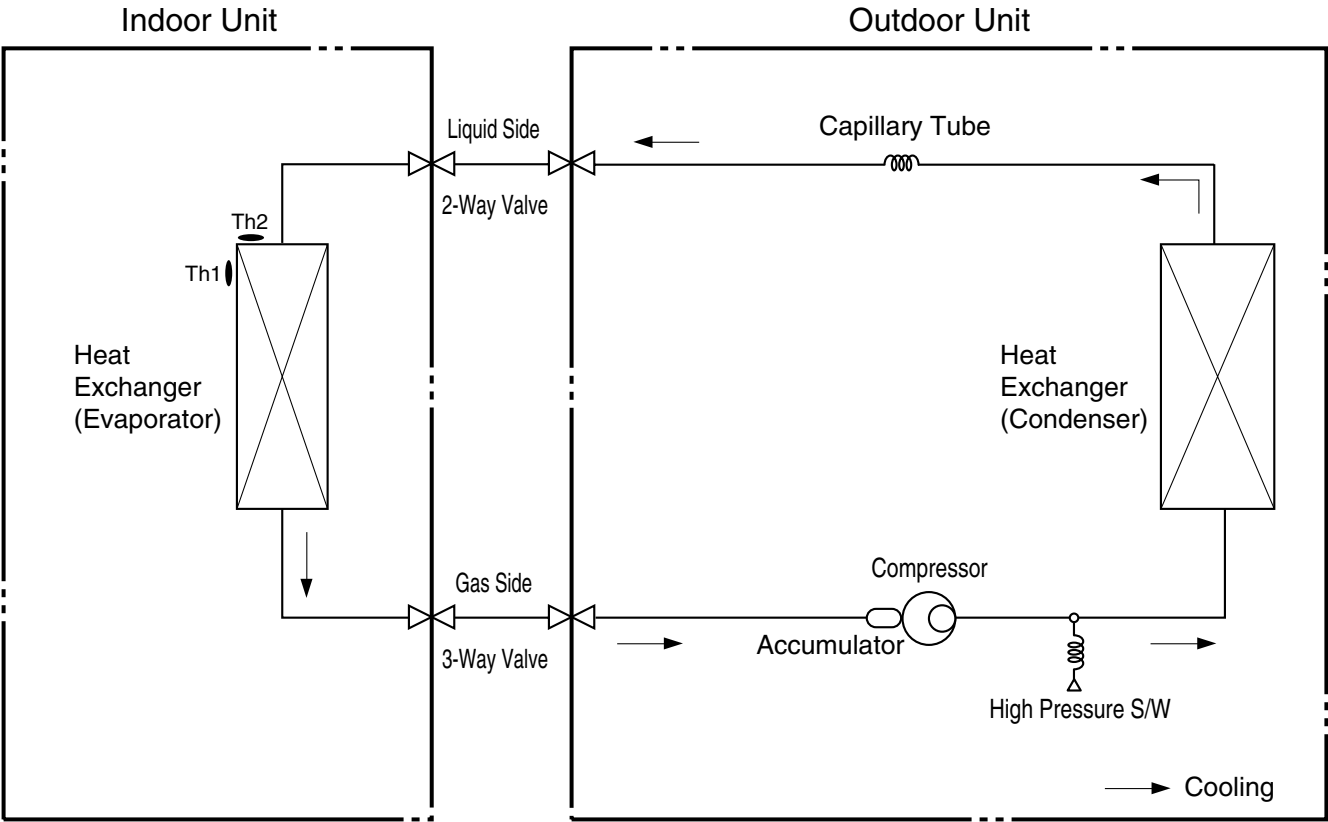 Indoor Unit
Outdoor Unit
Liquid Side
2-Way Valve
Capillary Tube
Th2
Th1
Heat
Exchanger
(Evaporator)
Heat
Exchanger
(Condenser)
Gas Side
3-Way Valve
Compressor
Accumulator
High Pressure S/W
Cooling